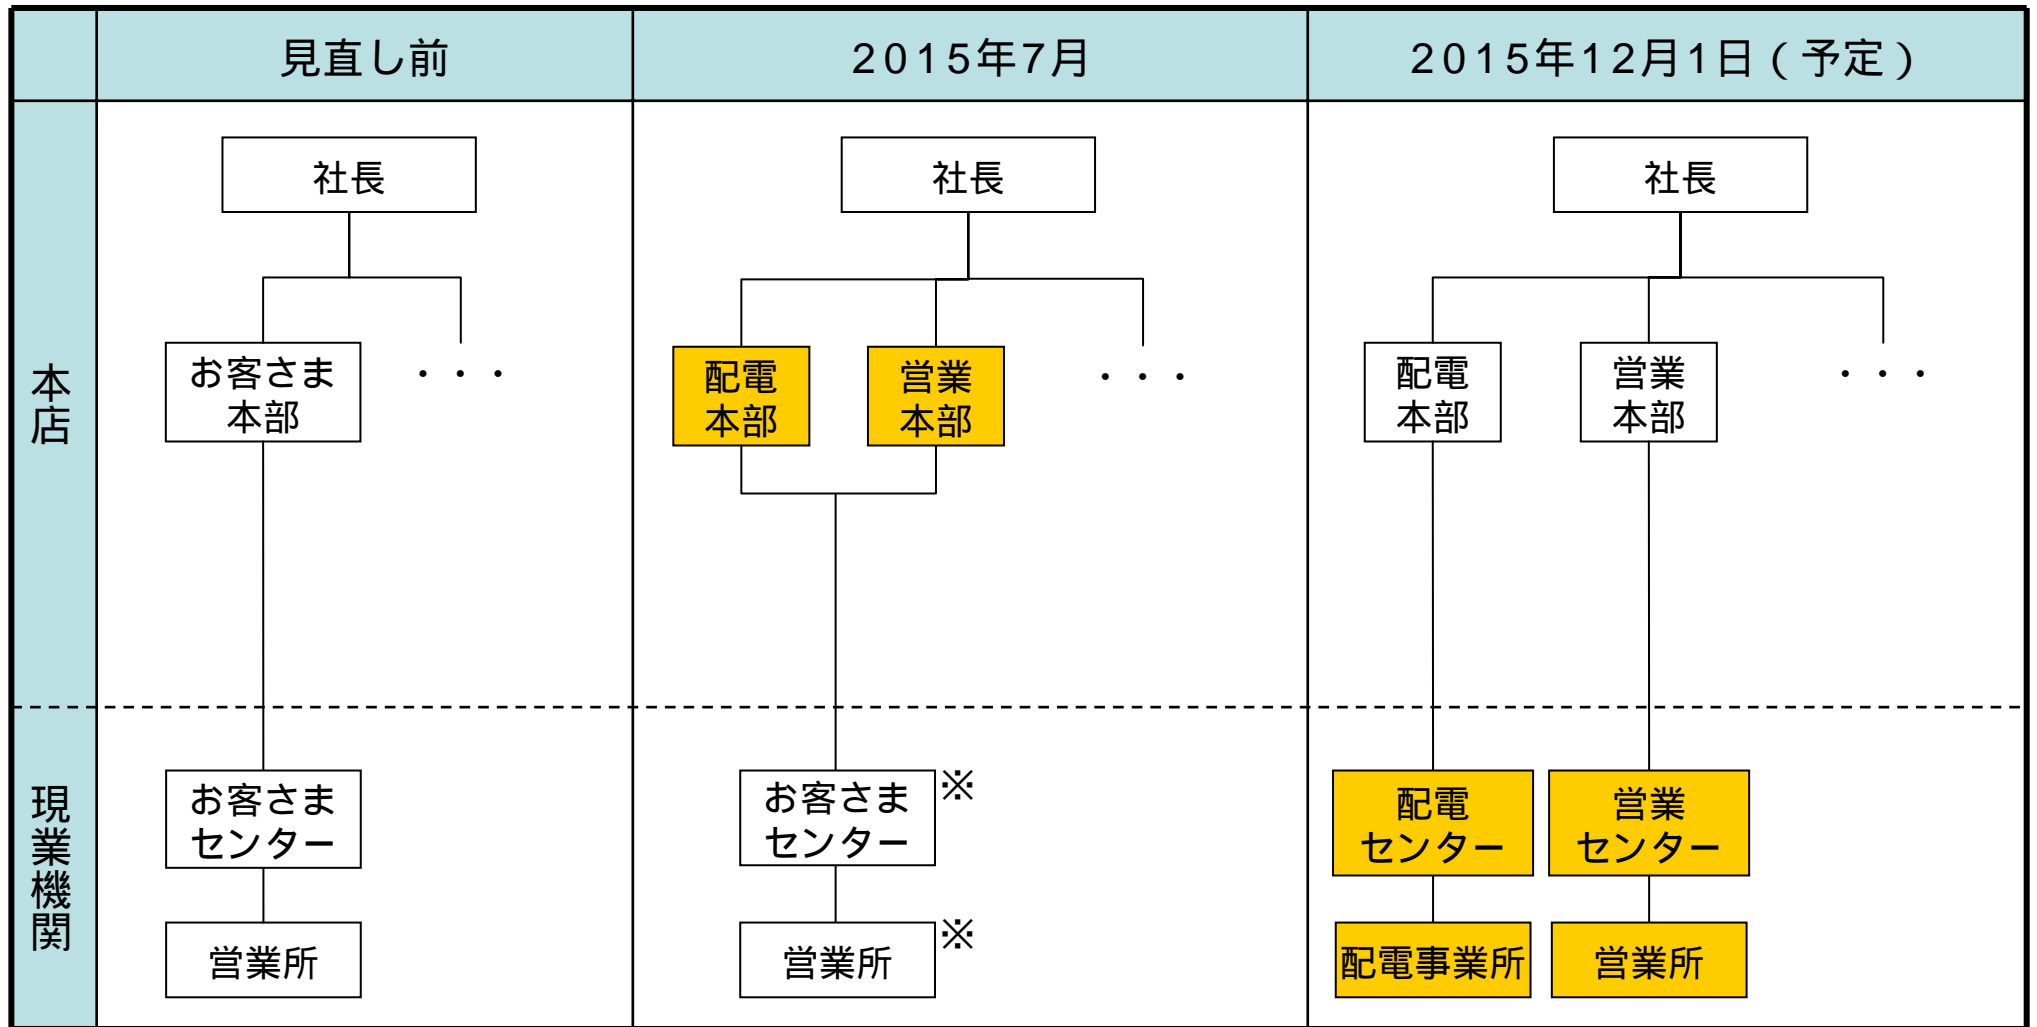 見直し前
2015年7月
2015年12月1日（予定）
本店
社長
お客さま
本部
・・・
社長
配電
本部
営業
本部
・・・
社長
配電
本部
営業
本部
・・・
現業機関
お客さま
センター
営業所
お客さま
センター
※
営業所
※
配電
センター
営業
センター
配電事業所
営業所